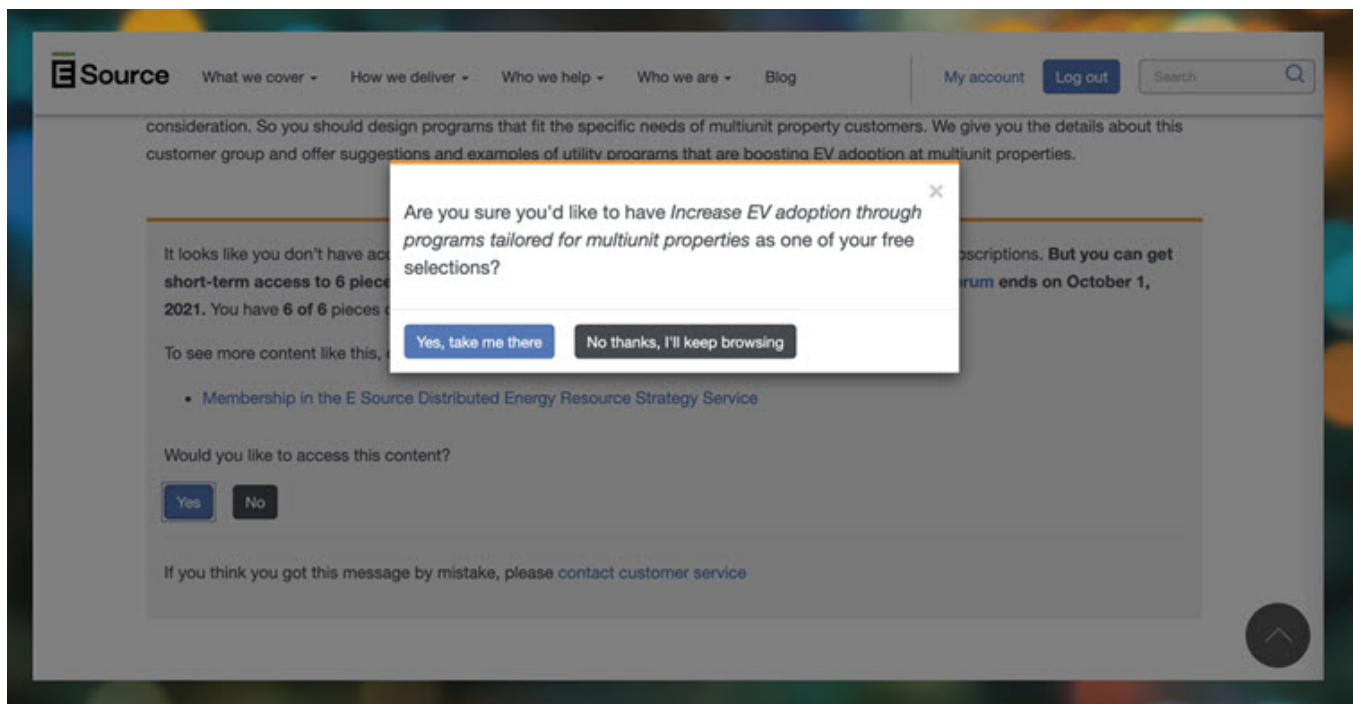 E Source What we cover How we deliver Who we help Who we are Blog My account Log out Search
consideration. So you should design programs that fit the specific needs of multiunit property customers. We give you the details about this
customer group and offer suggestions and examples of utility programs that are boosting EV adoption at multiunit properties.
×
Are you sure you'd like to have Increase EV adoption through
programs tailored for multiunit properties as one of your free
selections?
Yes, take me there No thanks, I'll keep browsing
It looks like you don't have bscriptions. But you can get
short-term access to 6 ends on October 1,
2021. You have 6 of 6 pieces
To see more content like this,
• Membership in the E Source Distributed Energy Resource Strategy Service
Would you like to access this content?
Yes No
If you think you got this message by mistake, please contact customer service